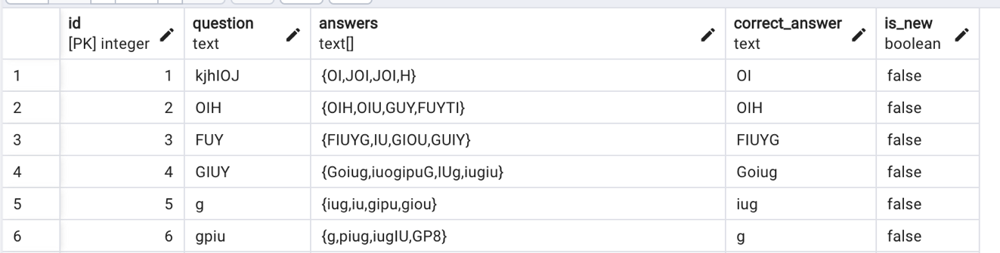 id question answers correct_answer is_new
[PK] integer text text[] text boolean
1 1 kjhIOJ {OI,JOI,JOI,H} OI false
2 2 OIH {OIH,OIU,GUY,FUYTI} OIH false
3 3 FUY {FIUYG,IU,GIOU,GUIY} FIUYG false
4 4 GIUY {Goiug,iuogipuG,IUg,iugiu} Goiug false
5 5 g {iug,iu,gipu,giou} iug false
6 6 gpiu {g,piug,iugIU,GP8} g false